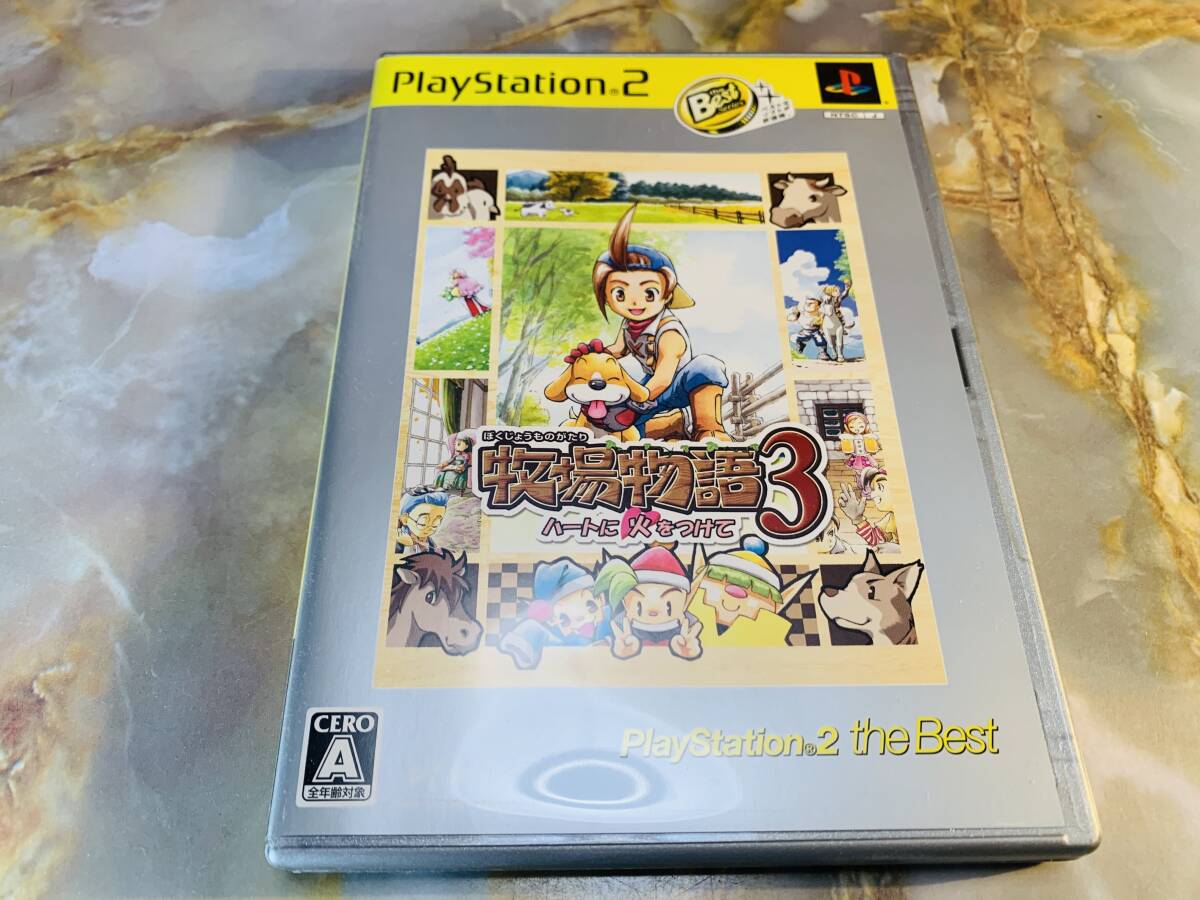 PlayStation®2
the
Best
Series
NTSC J
ぼくじょうものがたり
牧場物語3
ハートに火をつけて
CERO
A
全年齢対象
PlayStation®2 the Best